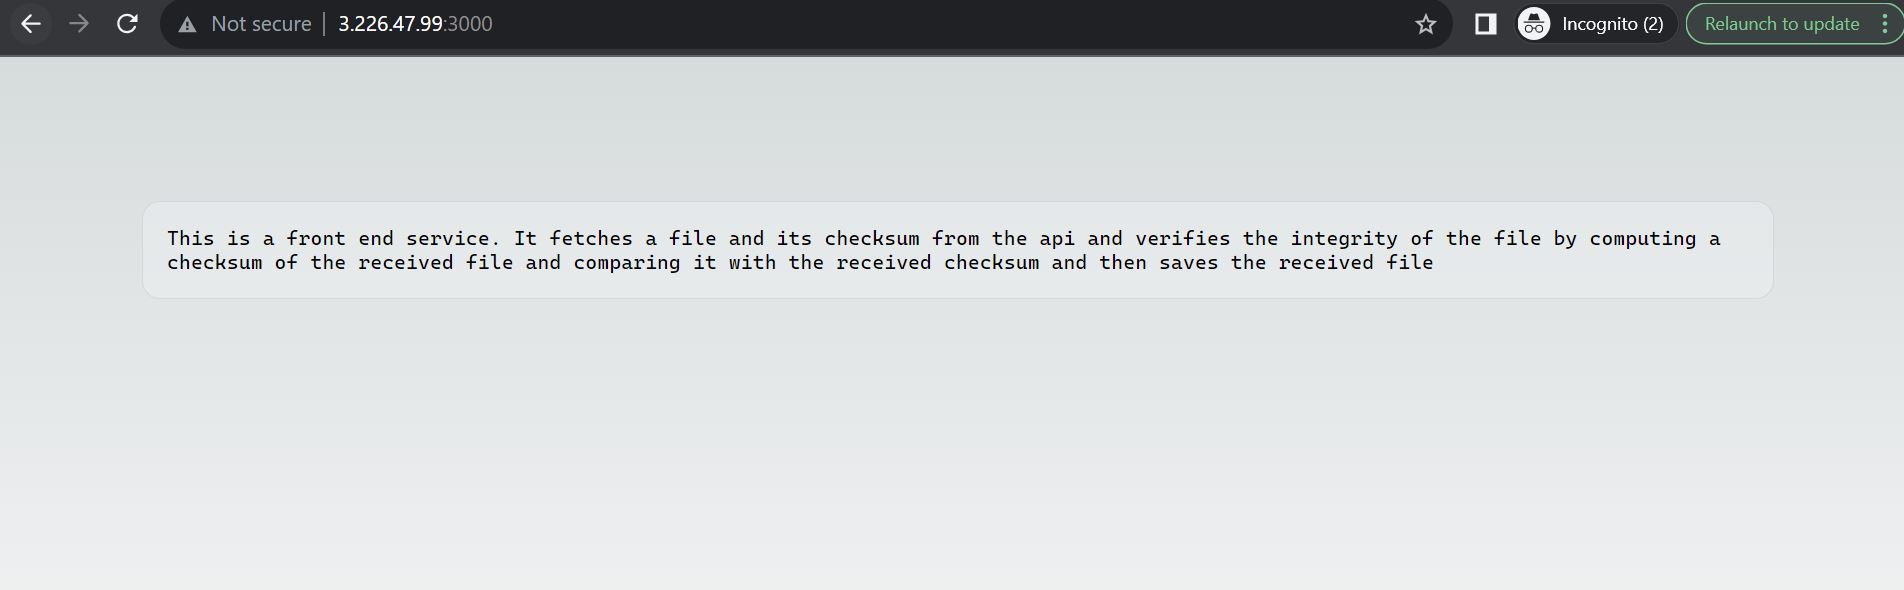 Not secure 3.226.47.99:3000 Incognito (2) Relaunch to update
This is a front end service. It fetches a file and its checksum from the api and verifies the integrity of the file by computing a
checksum of the received file and comparing it with the received checksum and then saves the received file